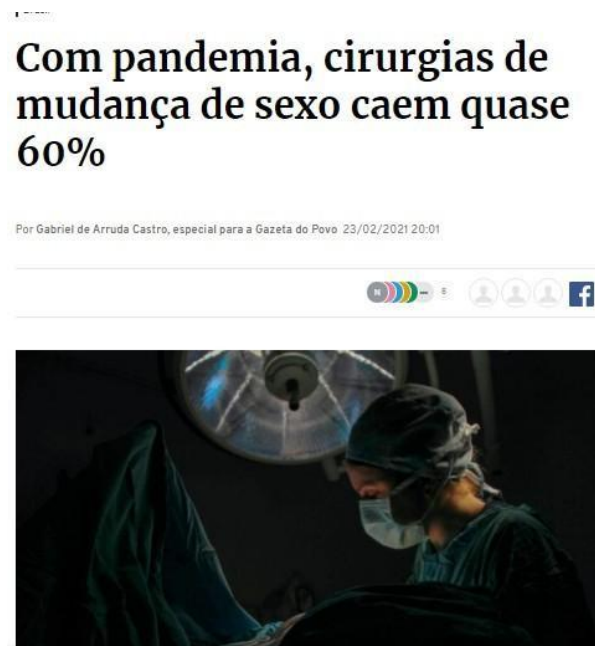 Com pandemia, cirurgias de
mudança de sexo caem quase
60%
Por Gabriel de Arruda Castro, especial para a Gazeta do Povo 23/02/2021 20:01
N
f